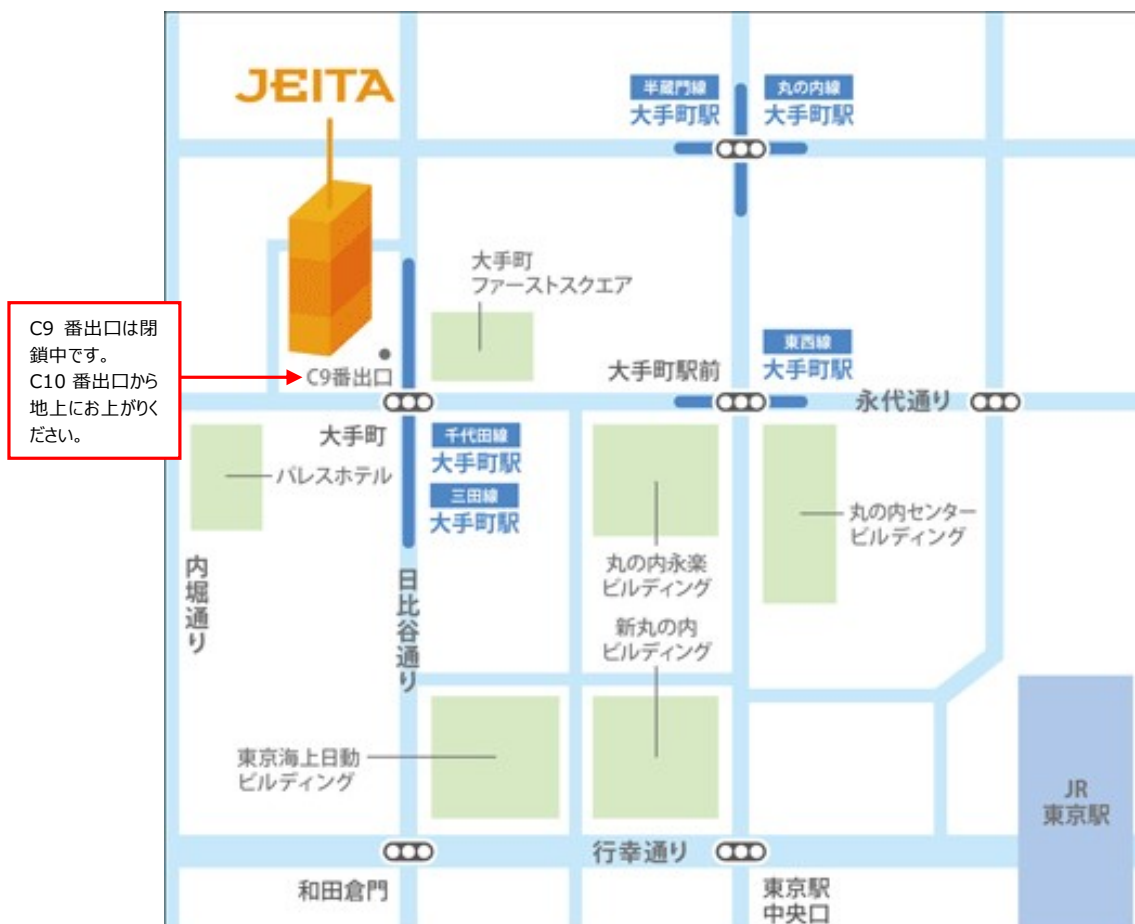 JEITA
半蔵門線
大手町駅
丸の内線
大手町駅
大手町
ファーストスクエア
C9 番出口は閉
鎖中です。
C10 番出口から
地上にお上がりく
ださい。
C9番出口
大手町駅前
東西線
大手町駅
永代通り
大手町
千代田線
大手町駅
三田線
大手町駅
パレスホテル
丸の内センター
ビルディング
内堀通り
日比谷通り
丸の内永楽
ビルディング
新丸の内
ビルディング
東京海上日動
ビルディング
JR
東京駅
行幸通り
和田倉門
東京駅
中央口